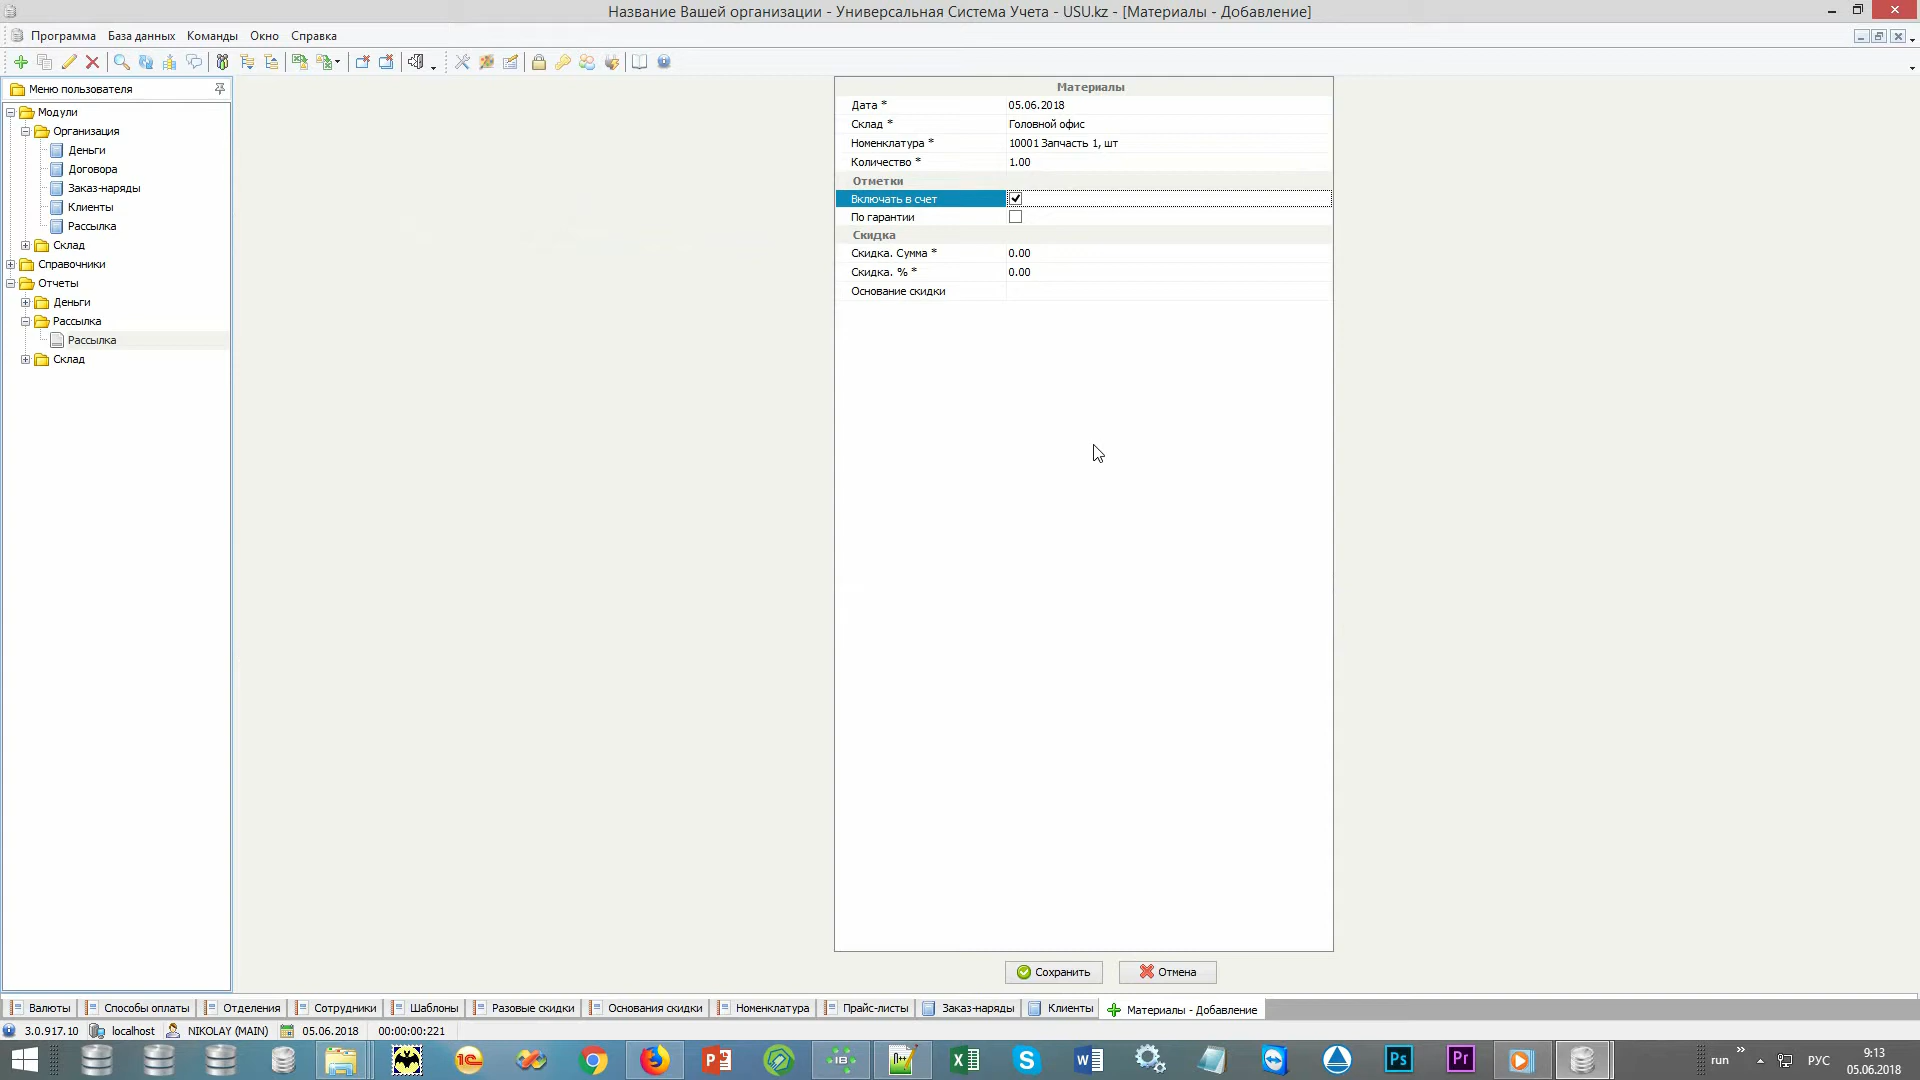 Название Вашей организации - Универсальная Система Учета - USU.kz - [Материалы - Добавление]
Программа База данных Команды Окно Справка
Меню пользователя
Модули
Организация
Деньги
Договора
Заказ-наряды
Клиенты
Рассылка
Склад
Справочники
Отчеты
Деньги
Рассылка
Рассылка
Склад
Материалы
Дата * 05.06.2018
Склад * Головной офис
Номенклатура * 10001 Запчасть 1, шт
Количество * 1.00
Отметки
Включать в счет
По гарантии
Скидка
Скидка. Сумма * 0.00
Скидка. % * 0.00
Основание скидки
Сохранить Отмена
Валюты Способы оплаты Отделения Сотрудники Шаблоны Разовые скидки Основания скидки Номенклатура Прайс-листы Заказ-наряды Клиенты Материалы - Добавление
3.0.917.10 localhost NIKOLAY (MAIN) 05.06.2018 00:00:00:221
run РУС 9:13
05.06.2018